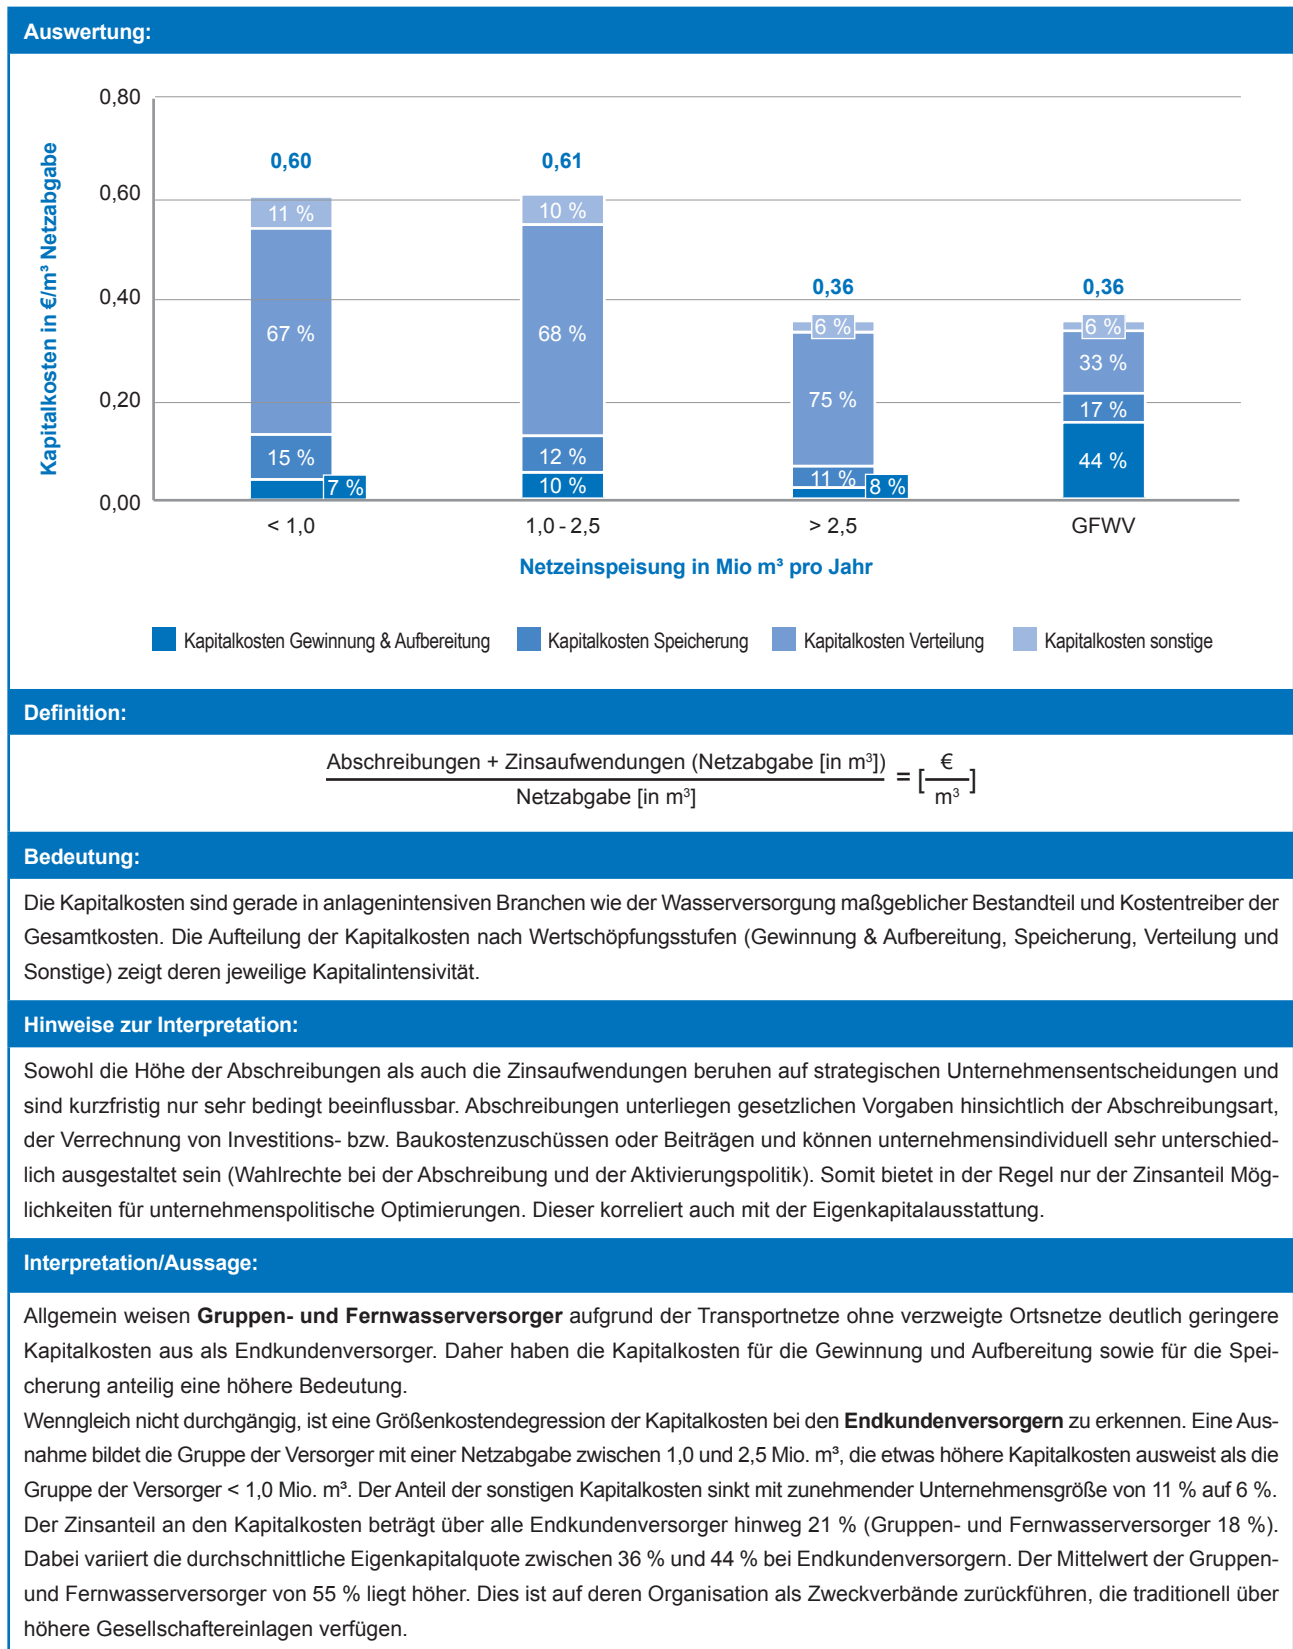 Auswertung:
Kapitalkosten in €/m³ Netzabgabe
0,80
0,60
0,40
0,20
0,00
0,60
11 %
67 %
15 %
7 %
0,61
10 %
68 %
12 %
10 %
0,36
6 %
75 %
11 %
8 %
0,36
6 %
33 %
17 %
44 %
< 1,0
1,0 - 2,5
> 2,5
GFWV
Netzeinspeisung in Mio m³ pro Jahr
Kapitalkosten Gewinnung & Aufbereitung
Kapitalkosten Speicherung
Kapitalkosten Verteilung
Kapitalkosten sonstige
Definition:
Abschreibungen + Zinsaufwendungen (Netzabgabe [in m³])
Netzabgabe [in m³]
= [
€
m³
]
Bedeutung:
Die Kapitalkosten sind gerade in anlagenintensiven Branchen wie der Wasserversorgung maßgeblicher Bestandteil und Kostentreiber der
Gesamtkosten. Die Aufteilung der Kapitalkosten nach Wertschöpfungsstufen (Gewinnung & Aufbereitung, Speicherung, Verteilung und
Sonstige) zeigt deren jeweilige Kapitalintensivität.
Hinweise zur Interpretation:
Sowohl die Höhe der Abschreibungen als auch die Zinsaufwendungen beruhen auf strategischen Unternehmensentscheidungen und
sind kurzfristig nur sehr bedingt beeinflussbar. Abschreibungen unterliegen gesetzlichen Vorgaben hinsichtlich der Abschreibungsart,
der Verrechnung von Investitions- bzw. Baukostenzuschüssen oder Beiträgen und können unternehmensindividuell sehr unterschied-
lich ausgestaltet sein (Wahlrechte bei der Abschreibung und der Aktivierungspolitik). Somit bietet in der Regel nur der Zinsanteil Mög-
lichkeiten für unternehmenspolitische Optimierungen. Dieser korreliert auch mit der Eigenkapitalausstattung.
Interpretation/Aussage:
Allgemein weisen Gruppen- und Fernwasserversorger aufgrund der Transportnetze ohne verzweigte Ortsnetze deutlich geringere
Kapitalkosten aus als Endkundenversorger. Daher haben die Kapitalkosten für die Gewinnung und Aufbereitung sowie für die Spei-
cherung anteilig eine höhere Bedeutung.
Wenngleich nicht durchgängig, ist eine Größenkostendegression der Kapitalkosten bei den Endkundenversorgern zu erkennen. Eine Aus-
nahme bildet die Gruppe der Versorger mit einer Netzabgabe zwischen 1,0 und 2,5 Mio. m³, die etwas höhere Kapitalkosten ausweist als die
Gruppe der Versorger < 1,0 Mio. m³. Der Anteil der sonstigen Kapitalkosten sinkt mit zunehmender Unternehmensgröße von 11 % auf 6 %.
Der Zinsanteil an den Kapitalkosten beträgt über alle Endkundenversorger hinweg 21 % (Gruppen- und Fernwasserversorger 18 %).
Dabei variiert die durchschnittliche Eigenkapitalquote zwischen 36 % und 44 % bei Endkundenversorgern. Der Mittelwert der Gruppen-
und Fernwasserversorger von 55 % liegt höher. Dies ist auf deren Organisation als Zweckverbände zurückführen, die traditionell über
höhere Gesellschaftereinlagen verfügen.